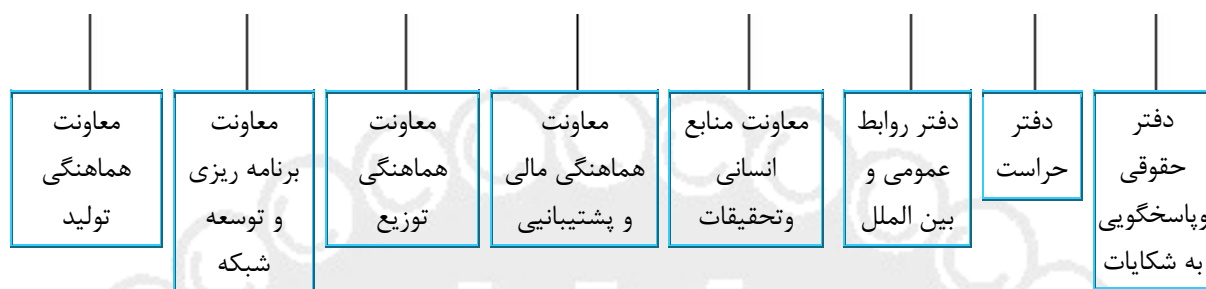 دفتر
حقوقی
وپاسخگویی
به شکایات
دفتر
حراست
دفتر روابط
عمومی و
بین الملل
معاونت منابع
انسانی
وتحقیقات
معاونت
هماهنگی مالی
و پشتیبانیی
معاونت
هماهنگی
توزیع
معاونت
برنامه ریزی
و توسعه
شبکه
معاونت
هماهنگی
تولید